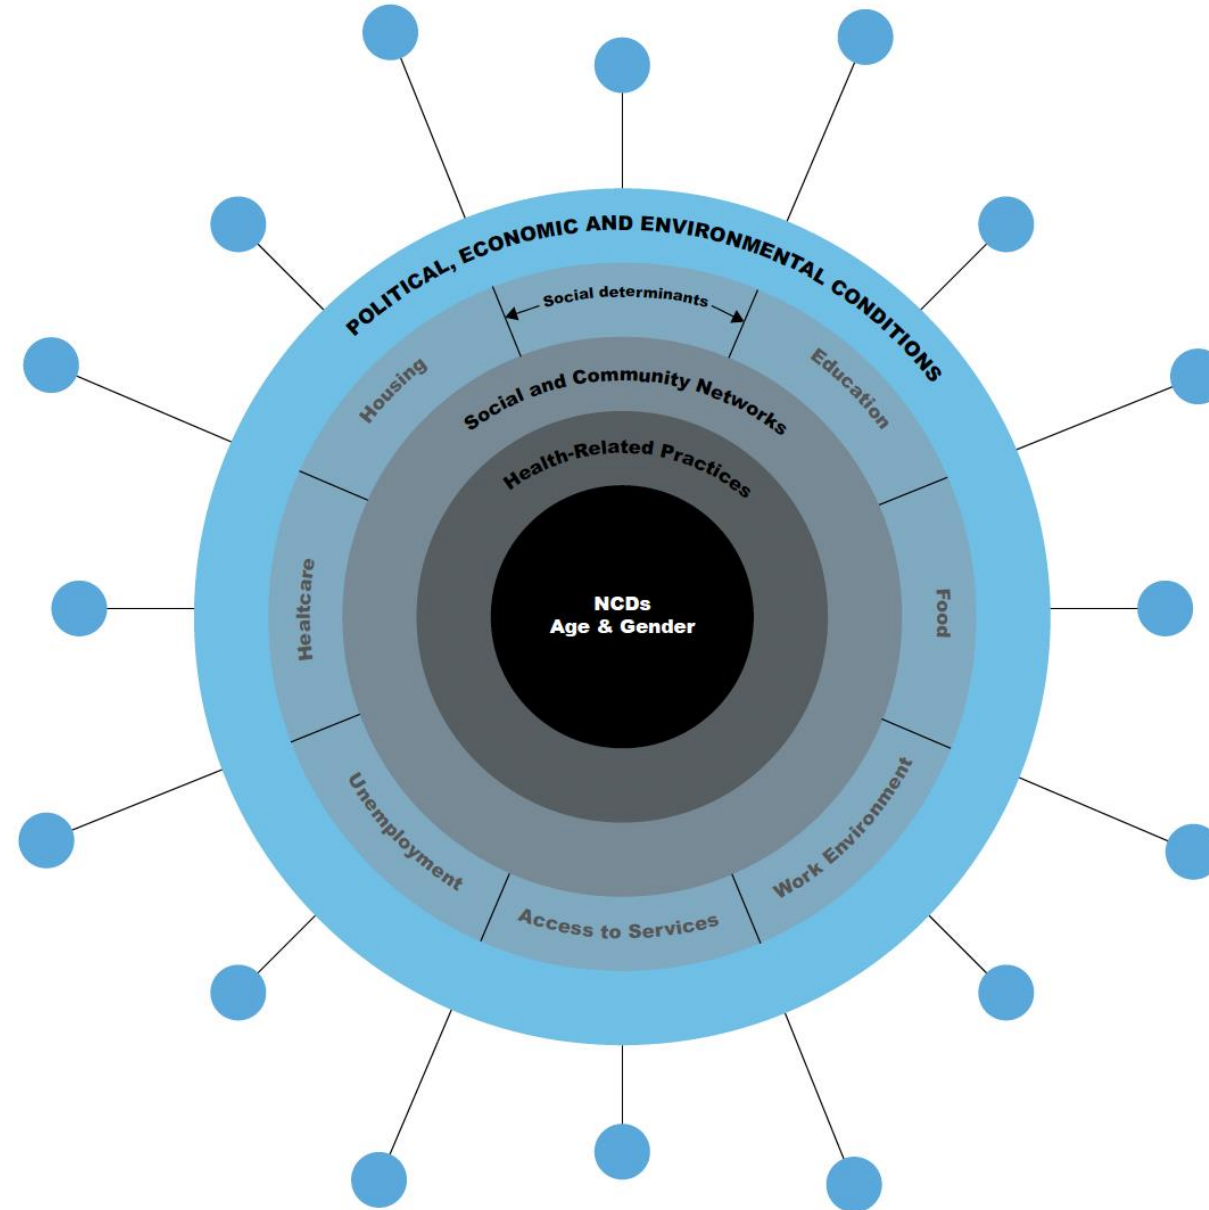 POLITICAL, ECONOMIC AND ENVIRONMENTAL CONDITIONS
Social determinants
Housing
Education
Social and Community Networks
Health-Related Practices
Healtcare
NCDs
Age & Gender
Food
Unemployment
Work Environment
Access to Services